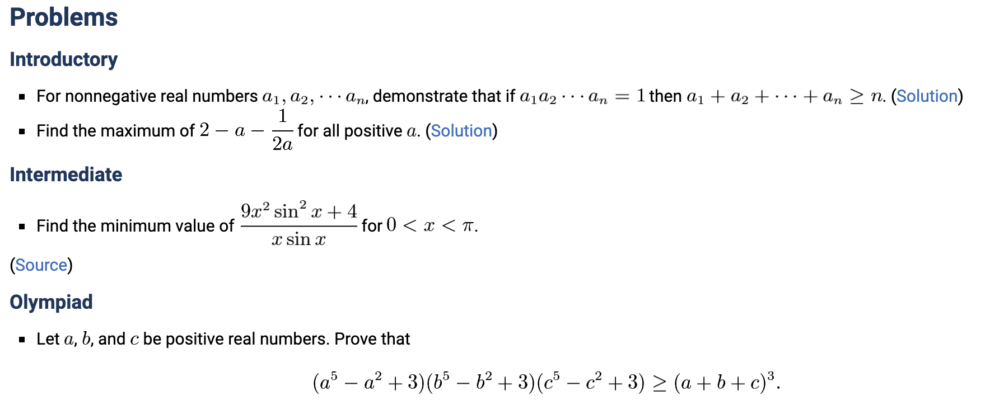 Problems
Introductory
▪ For nonnegative real numbers $a_1, a_2, \cdots a_n$, demonstrate that if $a_1 a_2 \cdots a_n = 1$ then $a_1 + a_2 + \cdots + a_n \geq n$. (Solution)
▪ Find the maximum of $2 - a - \dfrac{1}{2a}$ for all positive $a$. (Solution)
Intermediate
▪ Find the minimum value of $\dfrac{9x^2 \sin^2 x + 4}{x \sin x}$ for $0 < x < \pi$.
(Source)
Olympiad
▪ Let $a$, $b$, and $c$ be positive real numbers. Prove that
$(a^5 - a^2 + 3)(b^5 - b^2 + 3)(c^5 - c^2 + 3) \geq (a + b + c)^3.$